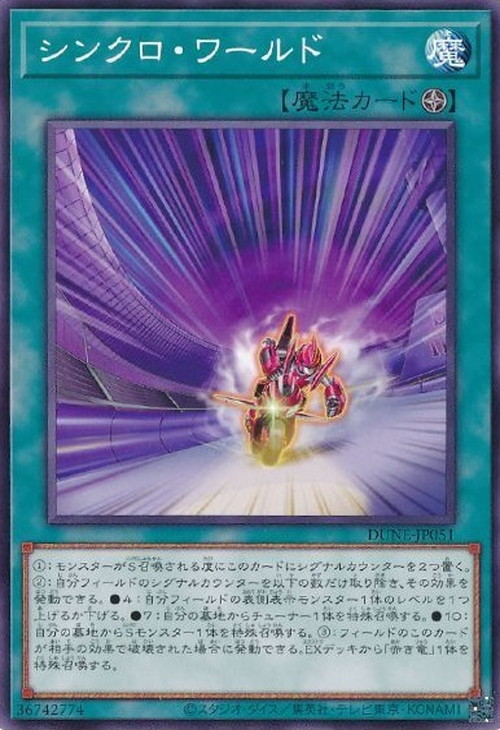 シンクロ・ワールド
魔
【魔法カード】
DUNE-JP051
①:モンスターがS召喚される度にこのカードにシグナルカウンターを2つ置く。
②:自分フィールドのシグナルカウンターを以下の数だけ取り除き、その効果を
発動できる。●4:自分フィールドの表側表示モンスター1体のレベルを1つ
上げるか下げる。●7:自分の墓地からチューナー1体を特殊召喚する。●10:
自分の墓地からSモンスター1体を特殊召喚する。③:フィールドのこのカード
が相手の効果で破壊された場合に発動できる。EXデッキから「赤き竜」1体を
特殊召喚する。
36742774
©スタジオ・ダイス/集英社・テレビ東京・KONAMI